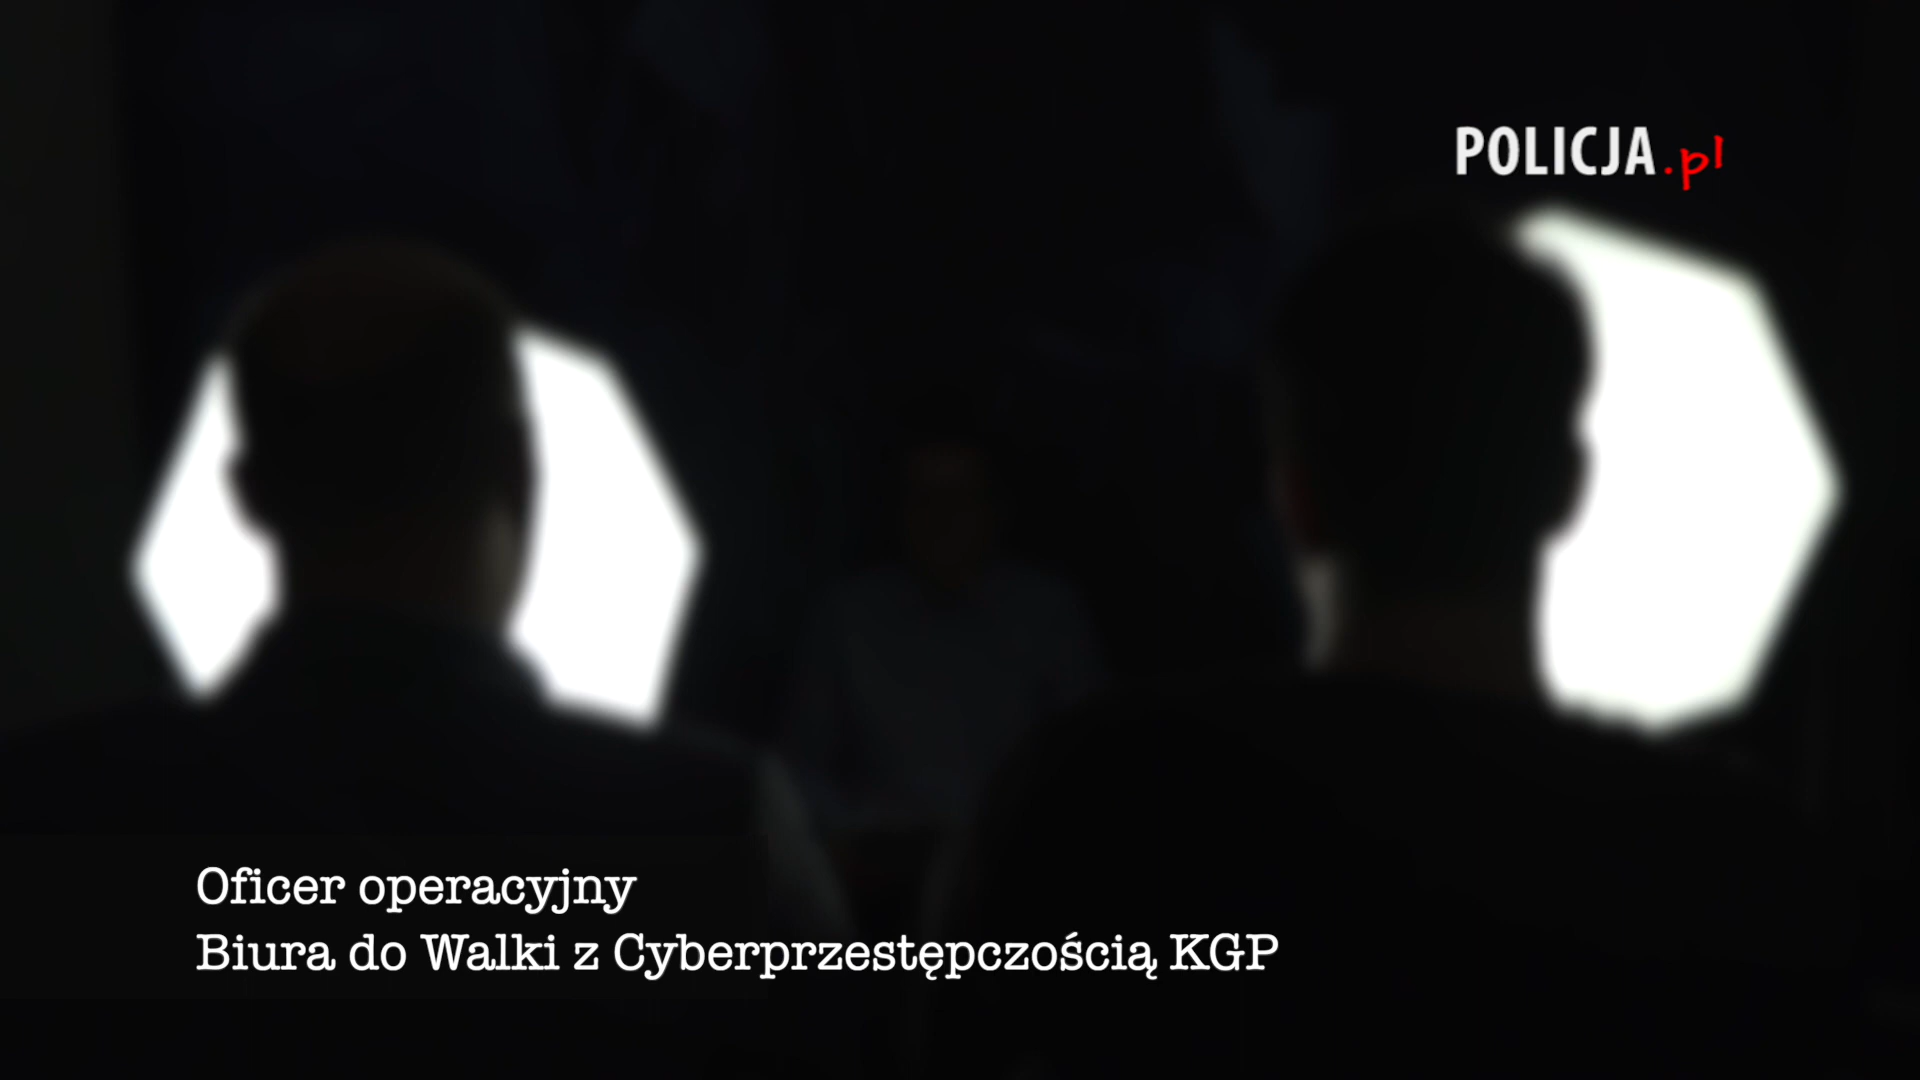 POLICJA.pl
Oficer operacyjny
Biura do Walki z Cyberprzestępczością KGP